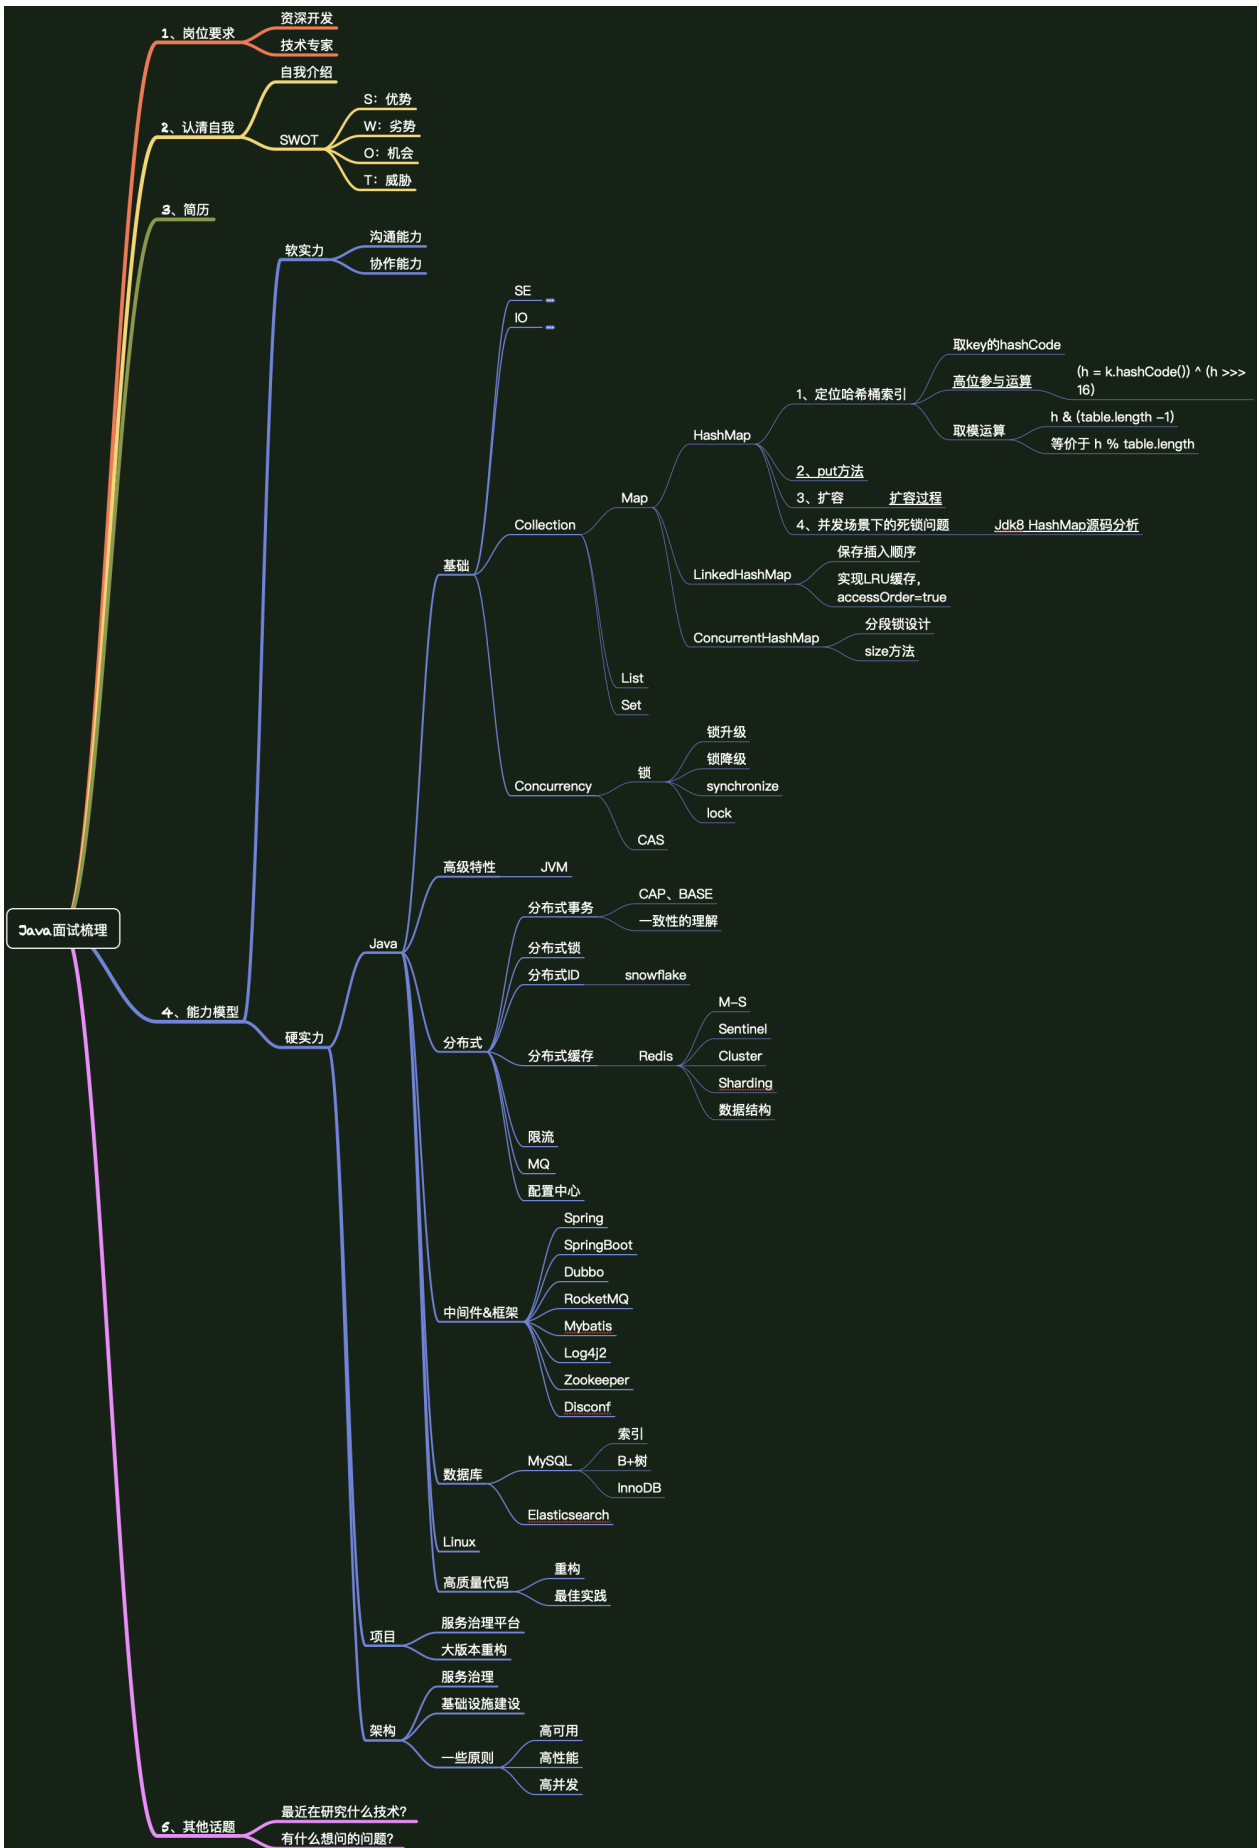 1、岗位要求
资深开发
技术专家
2、认清自我
自我介绍
SWOT
S：优势
W：劣势
O：机会
T：威胁
3、简历
Java面试梳理
4、能力模型
软实力
沟通能力
协作能力
硬实力
Java
基础
SE
IO
Collection
Map
HashMap
1、定位哈希桶索引
取key的hashCode
高位参与运算
(h = k.hashCode()) ^ (h >>>
16)
取模运算
h & (table.length -1)
等价于 h % table.length
2、put方法
3、扩容
扩容过程
4、并发场景下的死锁问题
Jdk8 HashMap源码分析
LinkedHashMap
保存插入顺序
实现LRU缓存，
accessOrder=true
ConcurrentHashMap
分段锁设计
size方法
List
Set
Concurrency
锁
锁升级
锁降级
synchronize
lock
CAS
高级特性
JVM
分布式
分布式事务
CAP、BASE
一致性的理解
分布式锁
分布式ID
snowflake
分布式缓存
Redis
M-S
Sentinel
Cluster
Sharding
数据结构
限流
MQ
配置中心
中间件&框架
Spring
SpringBoot
Dubbo
RocketMQ
Mybatis
Log4j2
Zookeeper
Disconf
数据库
MySQL
索引
B+树
InnoDB
Elasticsearch
Linux
高质量代码
重构
最佳实践
项目
服务治理平台
大版本重构
架构
服务治理
基础设施建设
一些原则
高可用
高性能
高并发
5、其他话题
最近在研究什么技术?
有什么想问的问题?